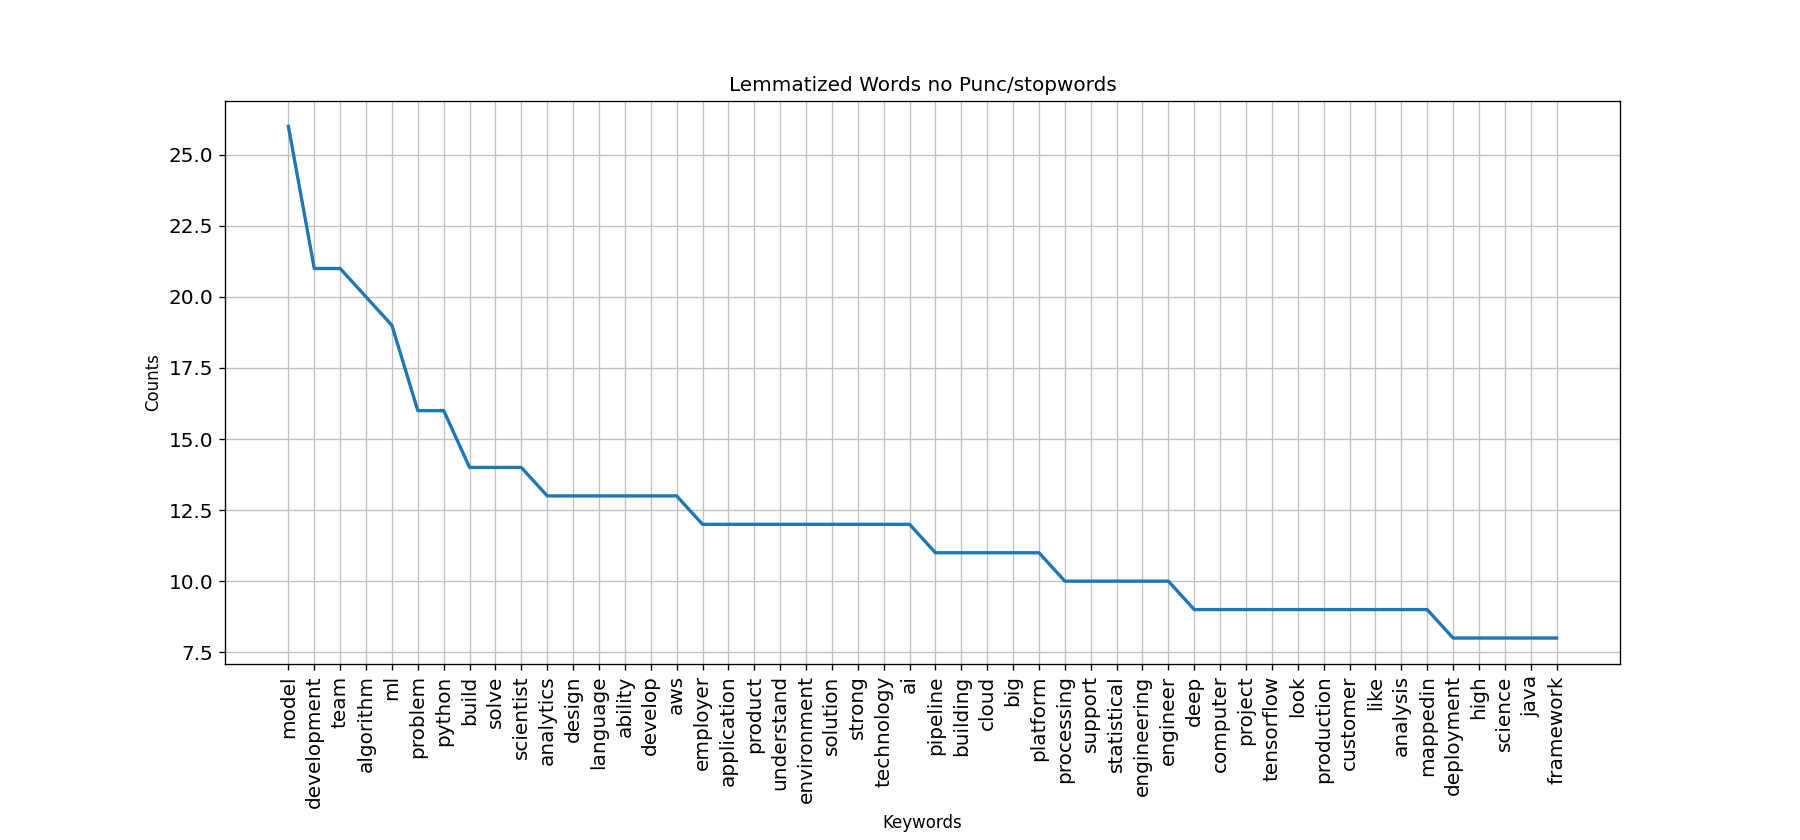 Lemmatized Words no Punc/stopwords
25.0
22.5
20.0
17.5
15.0
12.5
10.0
7.5
Counts
model
development
team
algorithm
ml
problem
python
build
solve
scientist
analytics
design
language
ability
develop
aws
employer
application
product
understand
environment
solution
strong
technology
ai
pipeline
building
cloud
big
platform
processing
support
statistical
engineering
engineer
deep
computer
project
tensorflow
look
production
customer
like
analysis
mappedin
deployment
high
science
java
framework
Keywords